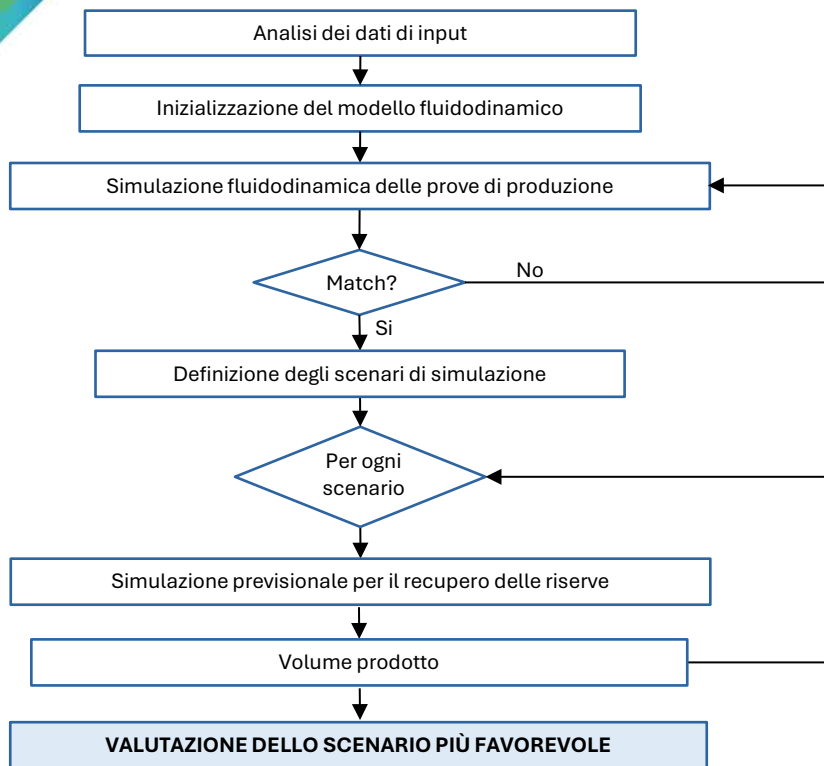 Analisi dei dati di input
Inizializzazione del modello fluidodinamico
Simulazione fluidodinamica delle prove di produzione
Match?
No
Si
Definizione degli scenari di simulazione
Per ogni
scenario
Simulazione previsionale per il recupero delle riserve
Volume prodotto
VALUTAZIONE DELLO SCENARIO PIÙ FAVOREVOLE